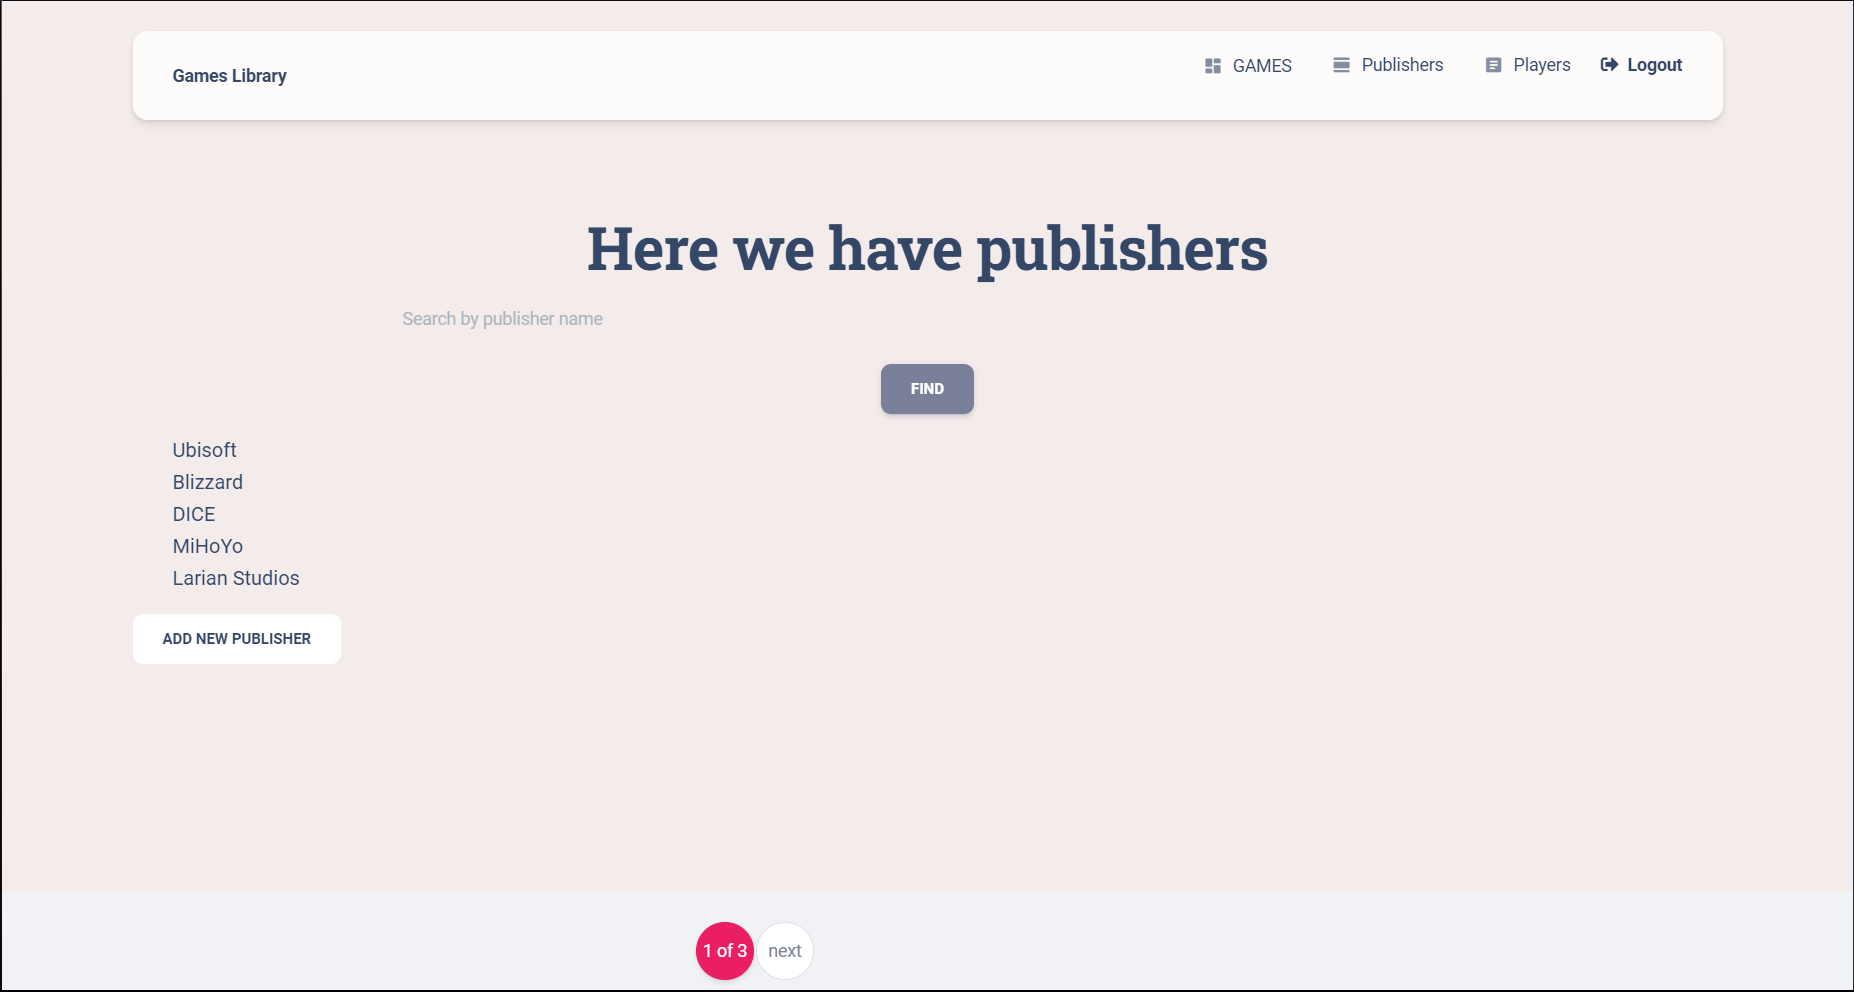 Games Library
GAMES
Publishers
Players
Logout
Here we have publishers
Search by publisher name
FIND
Ubisoft
Blizzard
DICE
MiHoYo
Larian Studios
ADD NEW PUBLISHER
1 of 3
next